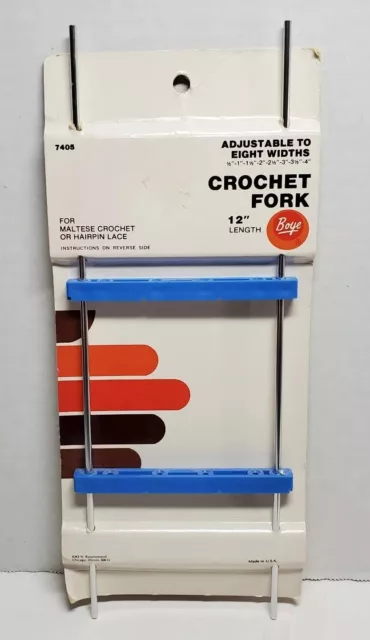 7405
ADJUSTABLE TO
EIGHT WIDTHS
½"-1"-1½"-2"-2½"-3"-3½"-4"
CROCHET
FORK
12"
LENGTH
Boye
FOR
MALTESE CROCHET
OR HAIRPIN LACE
INSTRUCTIONS ON REVERSE SIDE
Made in U.S.A.